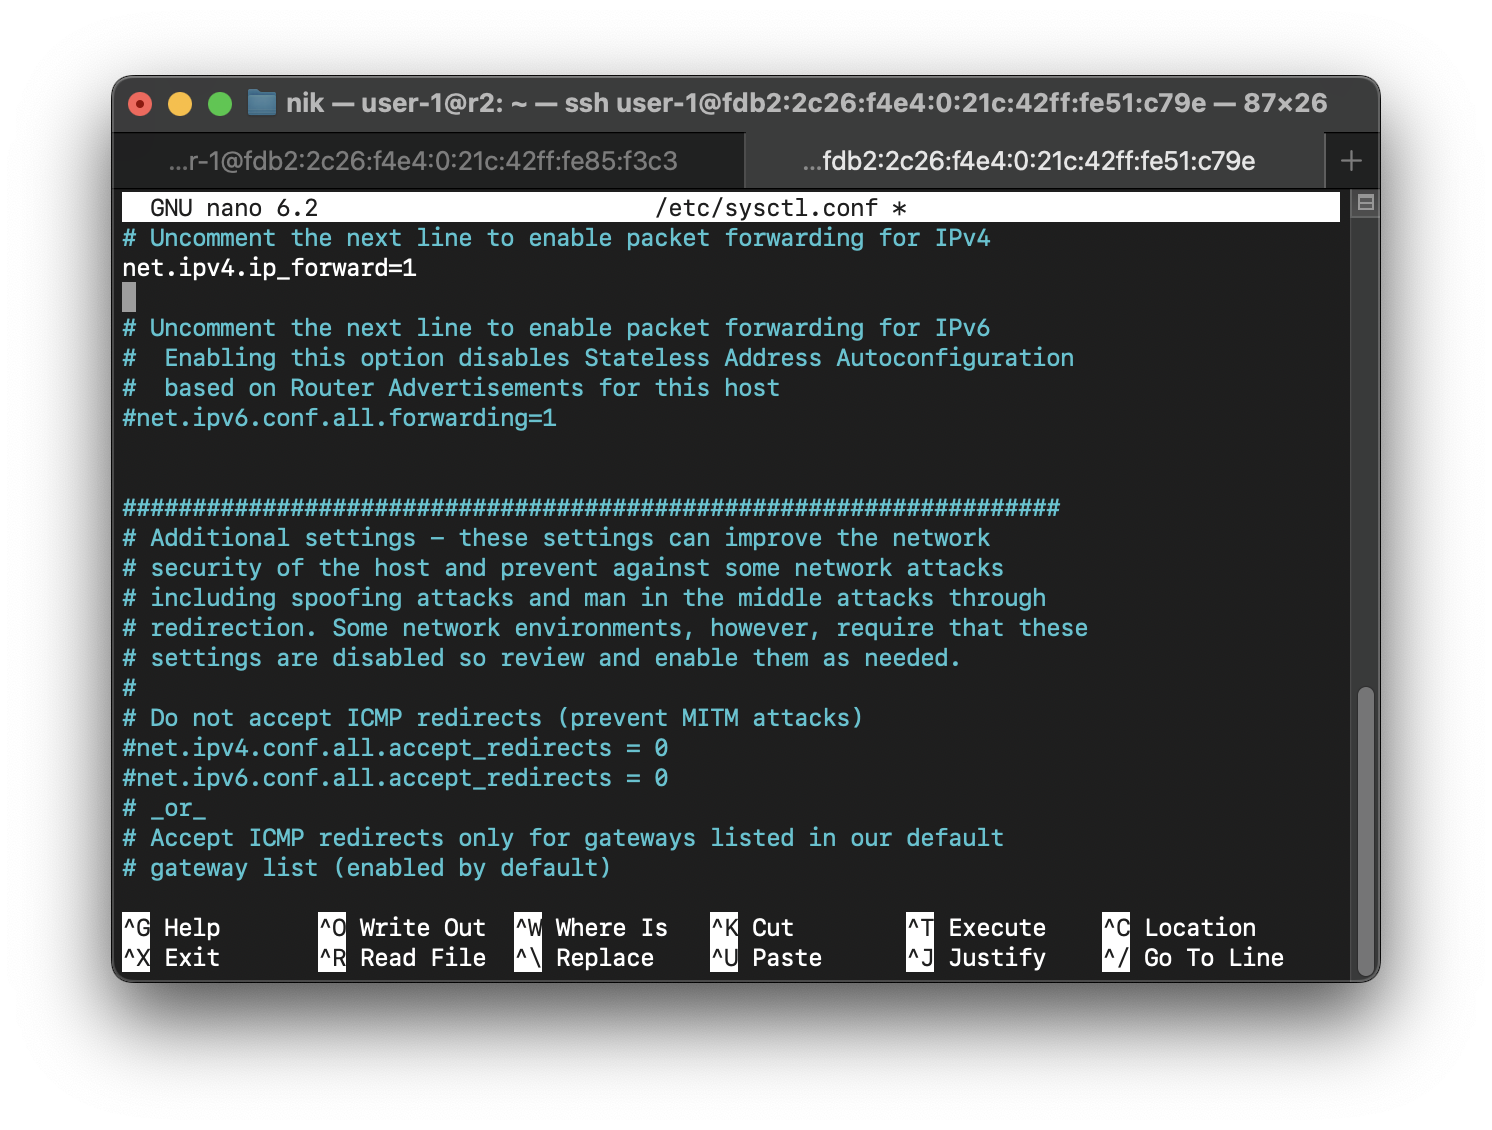 nik — user-1@r2: ~ — ssh user-1@fdb2:2c26:f4e4:0:21c:42ff:fe51:c79e — 87×26
...r-1@fdb2:2c26:f4e4:0:21c:42ff:fe85:f3c3
...fdb2:2c26:f4e4:0:21c:42ff:fe51:c79e
+
GNU nano 6.2 /etc/sysctl.conf *
# Uncomment the next line to enable packet forwarding for IPv4
net.ipv4.ip_forward=1
# Uncomment the next line to enable packet forwarding for IPv6
#  Enabling this option disables Stateless Address Autoconfiguration
#  based on Router Advertisements for this host
#net.ipv6.conf.all.forwarding=1
###################################################################
# Additional settings – these settings can improve the network
# security of the host and prevent against some network attacks
# including spoofing attacks and man in the middle attacks through
# redirection. Some network environments, however, require that these
# settings are disabled so review and enable them as needed.
#
# Do not accept ICMP redirects (prevent MITM attacks)
#net.ipv4.conf.all.accept_redirects = 0
#net.ipv6.conf.all.accept_redirects = 0
# _or_
# Accept ICMP redirects only for gateways listed in our default
# gateway list (enabled by default)
^G Help ^O Write Out ^W Where Is ^K Cut ^T Execute ^C Location
^X Exit ^R Read File ^\ Replace ^U Paste ^J Justify ^/ Go To Line